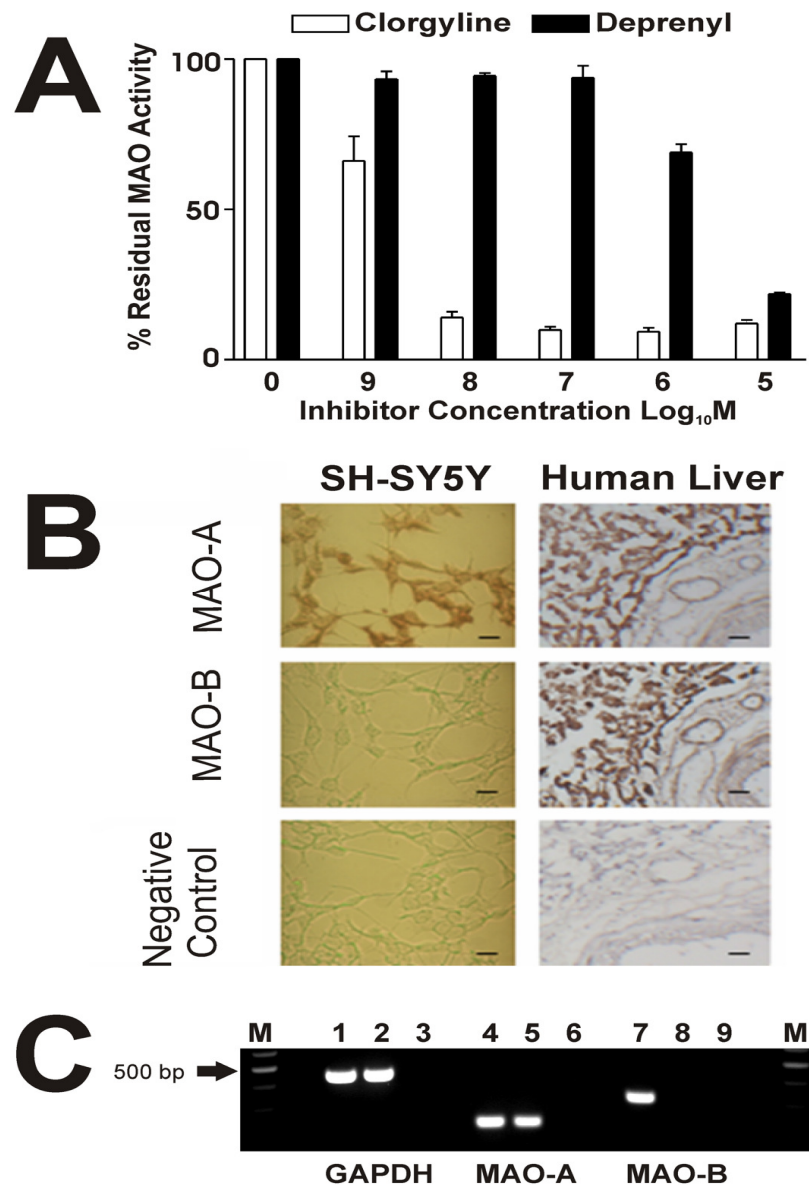 A
Clorgyline Deprenyl
% Residual MAO Activity
100
50
0
0 9 8 7 6 5
Inhibitor Concentration Log₁₀M
B
SH-SY5Y Human Liver
MAO-A
MAO-B
Negative
Control
C
M 1 2 3 4 5 6 7 8 9 M
500 bp
GAPDH MAO-A MAO-B